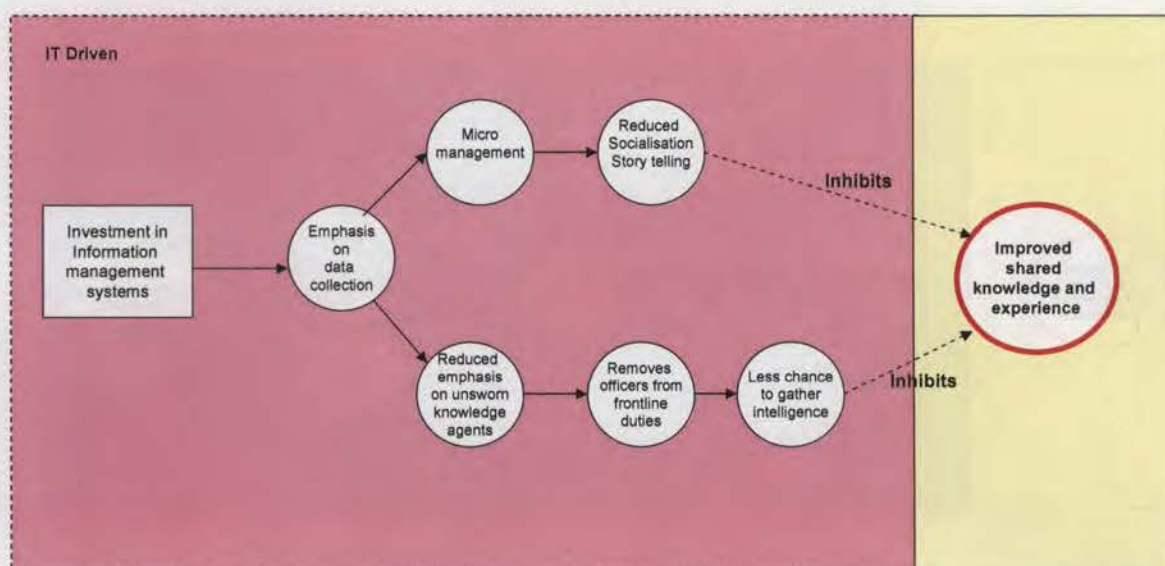 IT Driven
Micro
management
Reduced
Socialisation
Story telling
Inhibits
Investment in
Information
management
systems
Emphasis
on
data
collection
Improved
shared
knowledge and
experience
Reduced
emphasis
on unsworn
knowledge
agents
Removes
officers from
frontline
duties
Less chance
to gather
intelligence
Inhibits